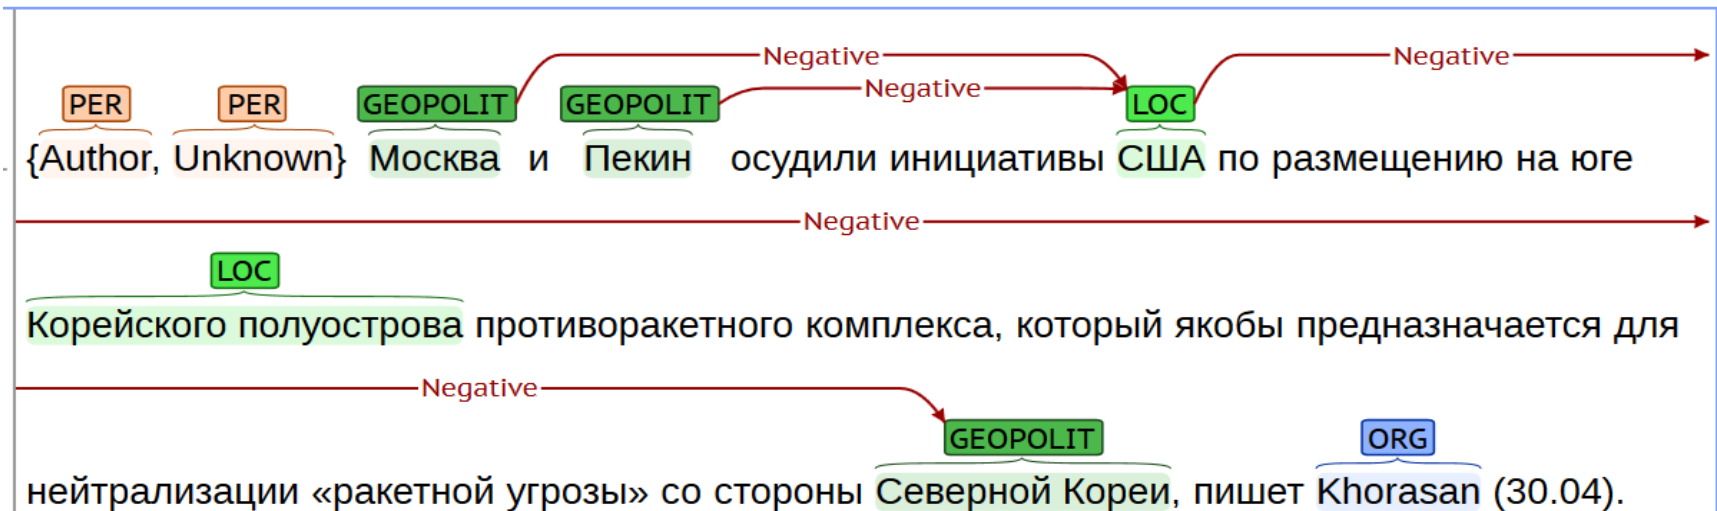 Negative Negative
Negative
PER PER GEOPOLIT GEOPOLIT LOC
{Author, Unknown} Москва и Пекин осудили инициативы США по размещению на юге
Negative
LOC
Корейского полуострова противоракетного комплекса, который якобы предназначается для
Negative
GEOPOLIT ORG
нейтрализации «ракетной угрозы» со стороны Северной Кореи, пишет Khorasan (30.04).